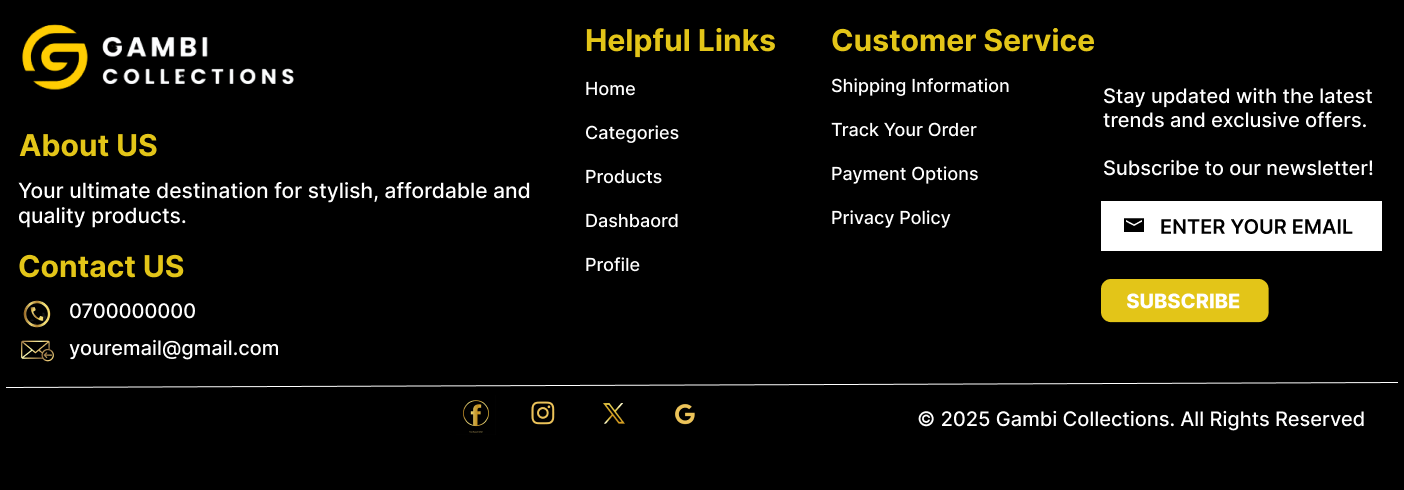 GAMBI
COLLECTIONS
About US
Your ultimate destination for stylish, affordable and
quality products.
Contact US
0700000000
youremail@gmail.com
Helpful Links
Home
Categories
Products
Dashbaord
Profile
Customer Service
Shipping Information
Track Your Order
Payment Options
Privacy Policy
Stay updated with the latest
trends and exclusive offers.
Subscribe to our newsletter!
ENTER YOUR EMAIL
SUBSCRIBE
© 2025 Gambi Collections. All Rights Reserved